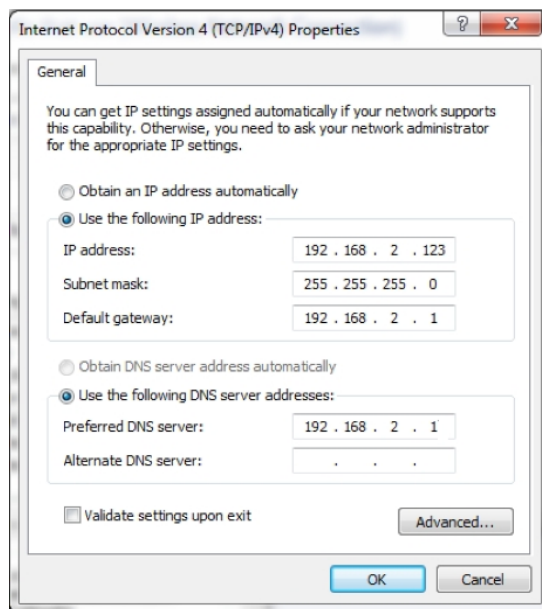 Internet Protocol Version 4 (TCP/IPv4) Properties
General
You can get IP settings assigned automatically if your network supports
this capability. Otherwise, you need to ask your network administrator
for the appropriate IP settings.
Obtain an IP address automatically
Use the following IP address:
IP address: 192 . 168 . 2 . 123
Subnet mask: 255 . 255 . 255 . 0
Default gateway: 192 . 168 . 2 . 1
Obtain DNS server address automatically
Use the following DNS server addresses:
Preferred DNS server: 192 . 168 . 2 . 1
Alternate DNS server: . . .
Validate settings upon exit
Advanced...
OK Cancel